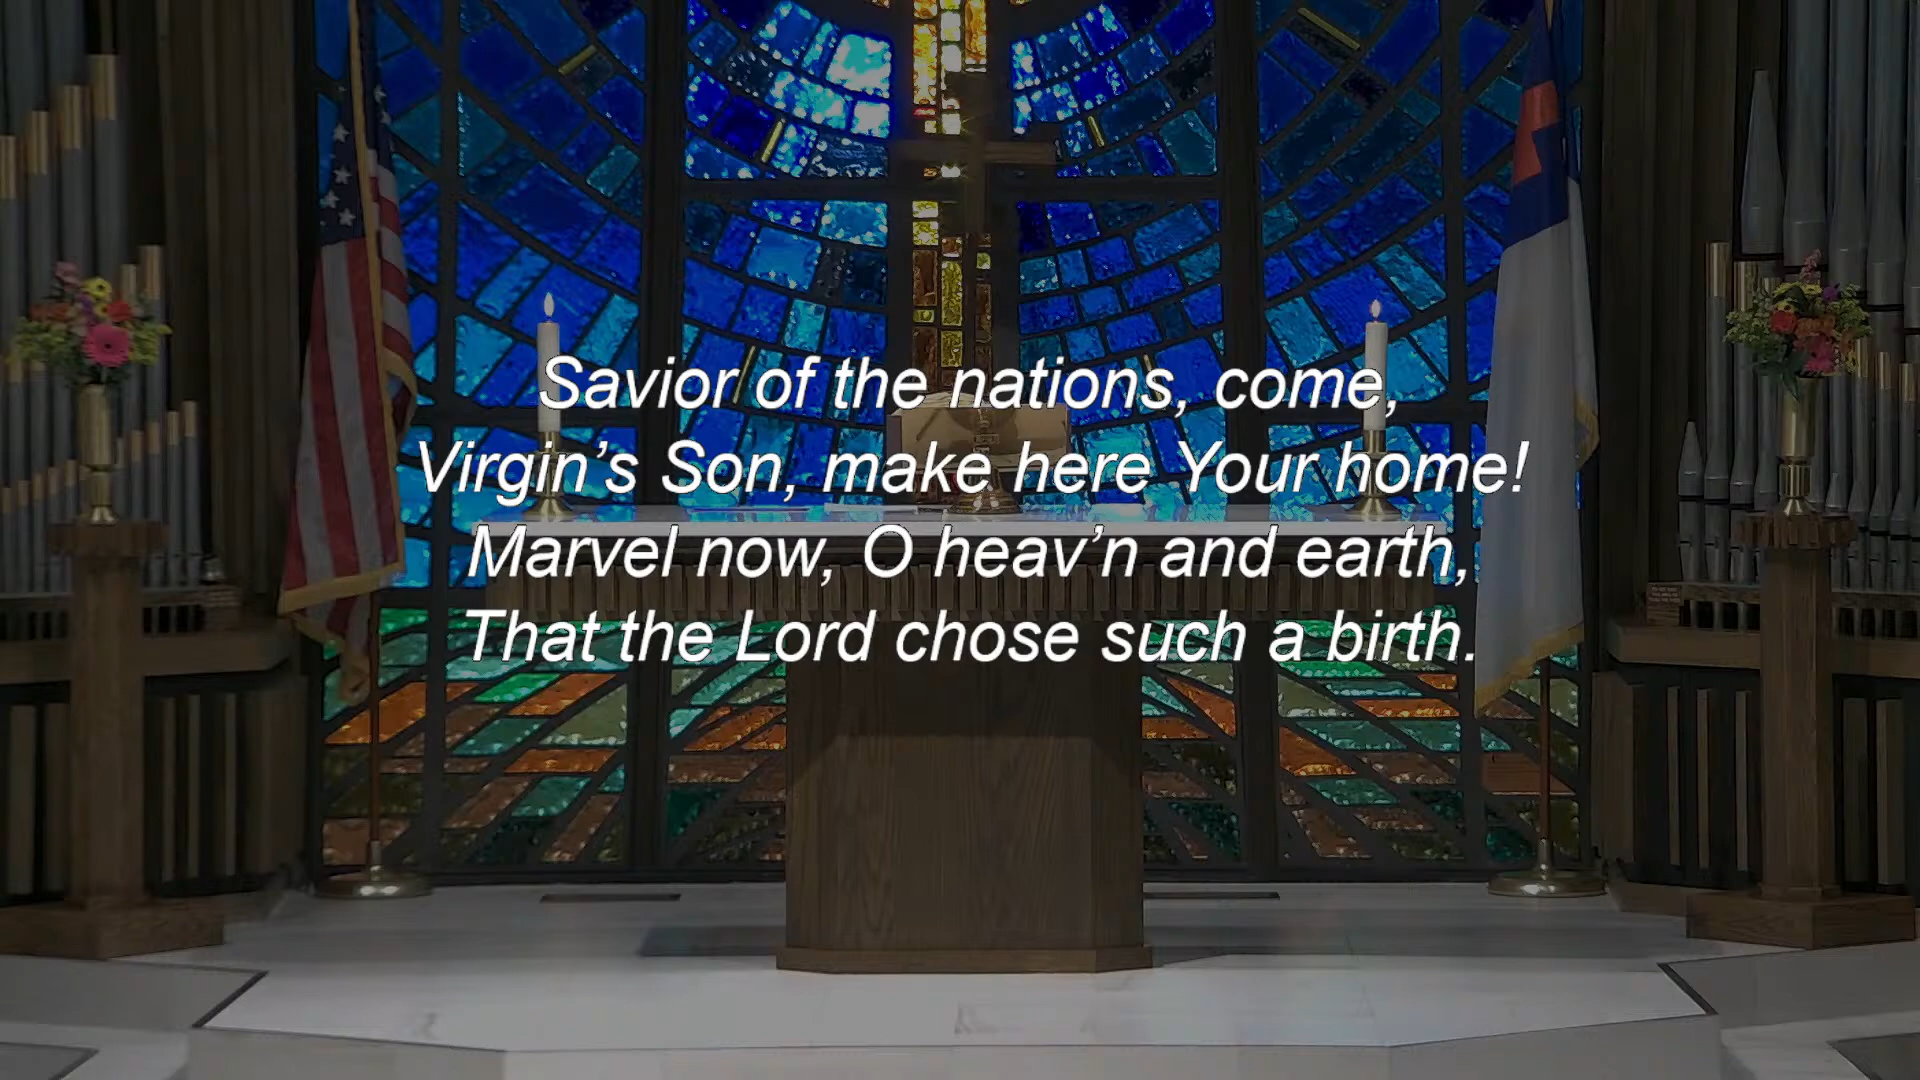 Savior of the nations, come,
Virgin’s Son, make here Your home!
Marvel now, O heav’n and earth,
That the Lord chose such a birth.